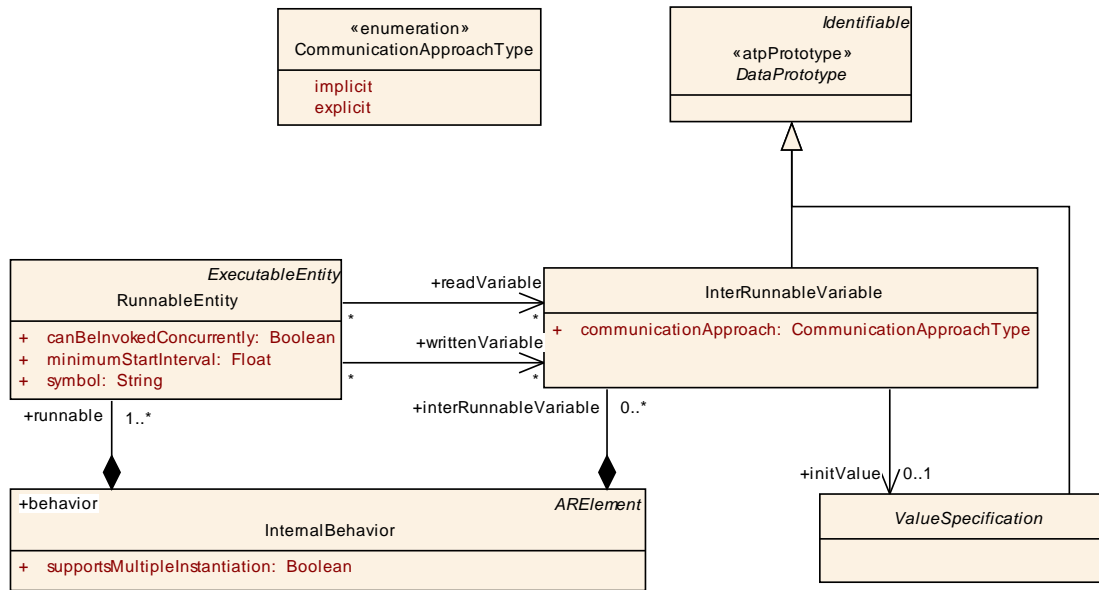 «enumeration»
CommunicationApproachType
implicit
explicit
Identifiable
«atpPrototype»
DataPrototype
ExecutableEntity
RunnableEntity
+ canBeInvokedConcurrently: Boolean
+ minimumStartInterval: Float
+ symbol: String
+readVariable
* *
+writtenVariable
* *
InterRunnableVariable
+ communicationApproach: CommunicationApproachType
+runnable 1..*
+interRunnableVariable 0..*
+initValue 0..1
+behavior
ARElement
InternalBehavior
+ supportsMultipleInstantiation: Boolean
ValueSpecification